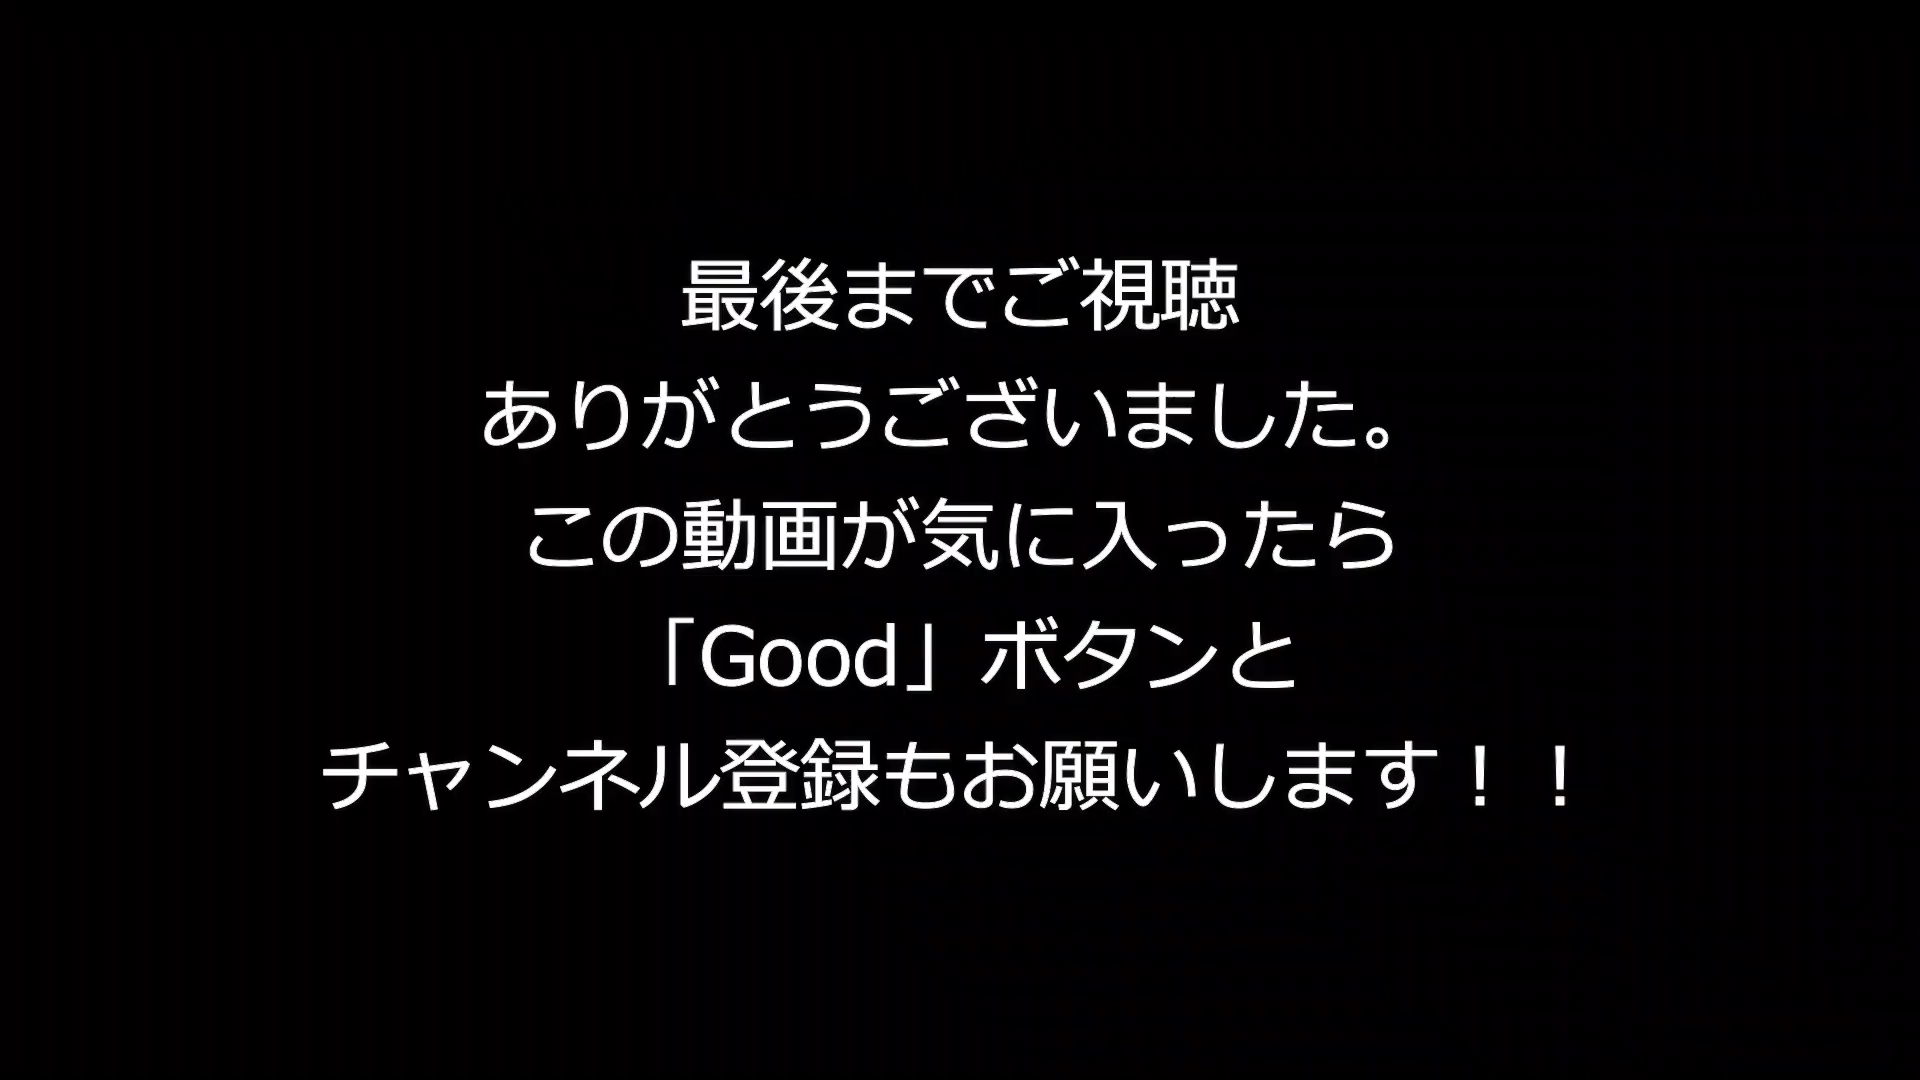 最後までご視聴
ありがとうございました。
この動画が気に入ったら
「Good」ボタンと
チャンネル登録もお願いします！！